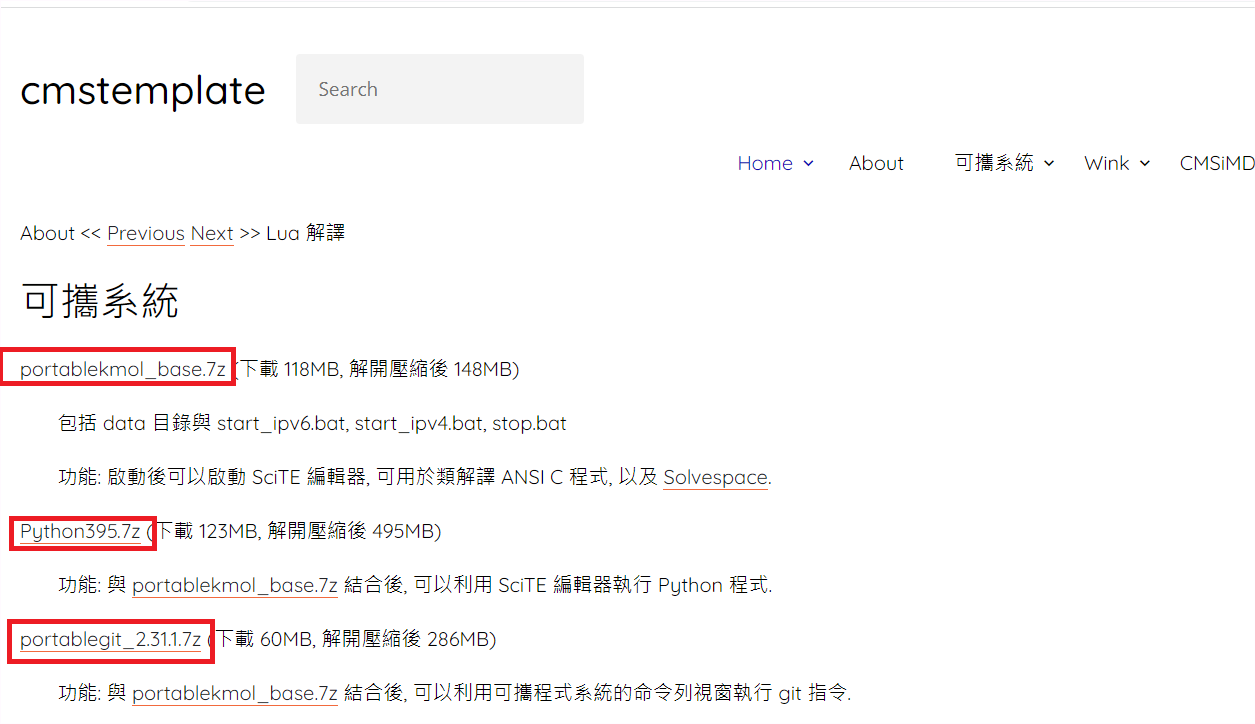 cmstemplate
Search
Home About 可攜系統 Wink CMSiMD
About << Previous Next >> Lua 解譯
可攜系統
portablekmol_base.7z (下載 118MB, 解開壓縮後 148MB)
包括 data 目錄與 start_ipv6.bat, start_ipv4.bat, stop.bat
功能: 啟動後可以啟動 SciTE 編輯器, 可用於類解譯 ANSI C 程式, 以及 Solvespace.
Python395.7z (下載 123MB, 解開壓縮後 495MB)
功能: 與 portablekmol_base.7z 結合後, 可以利用 SciTE 編輯器執行 Python 程式.
portablegit_2.31.1.7z (下載 60MB, 解開壓縮後 286MB)
功能: 與 portablekmol_base.7z 結合後, 可以利用可攜程式系統的命令列視窗執行 git 指令.